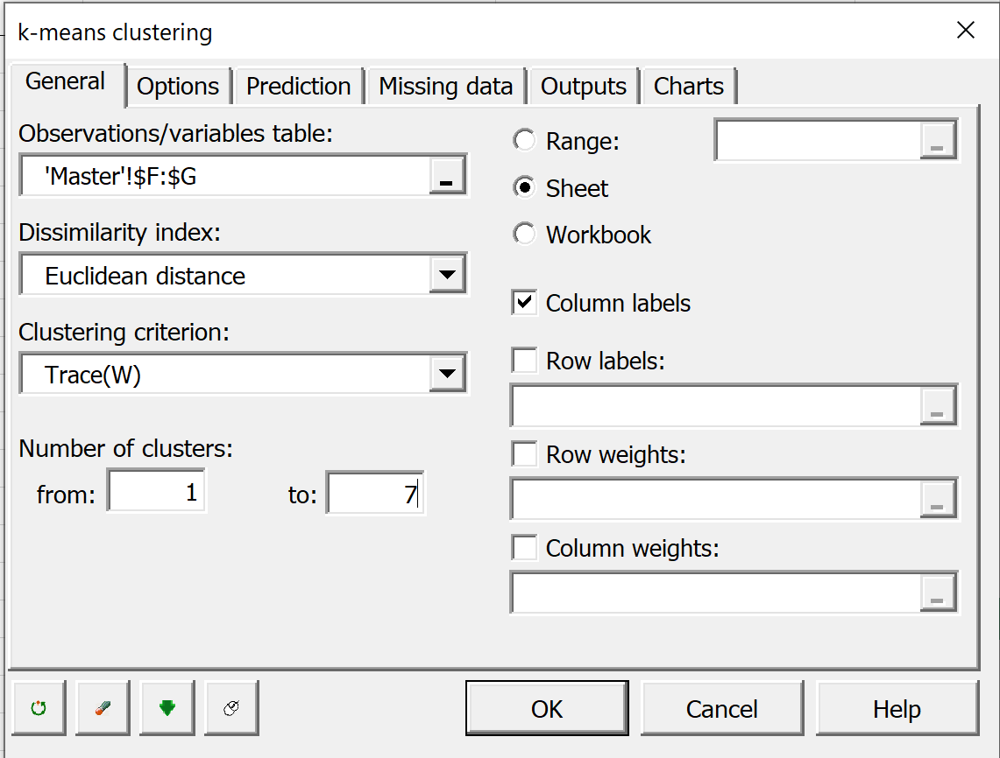 k-means clustering
General Options Prediction Missing data Outputs Charts
Observations/variables table:
'Master'!$F:$G
Dissimilarity index:
Euclidean distance
Clustering criterion:
Trace(W)
Number of clusters:
from: 1 to: 7
Range:
Sheet
Workbook
Column labels
Row labels:
Row weights:
Column weights:
OK Cancel Help